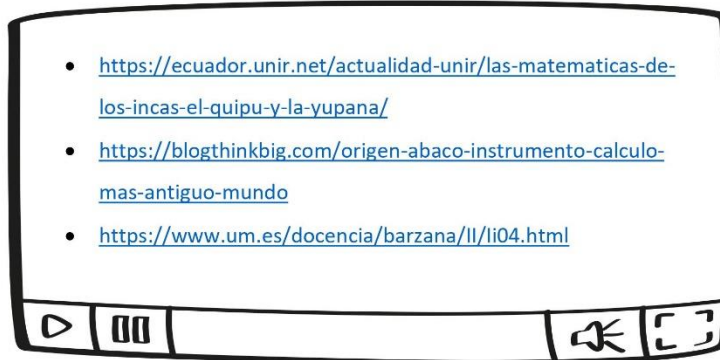 • https://ecuador.unir.net/actualidad-unir/las-matematicas-de-
los-incas-el-quipu-y-la-yupana/
• https://blogthinkbig.com/origen-abaco-instrumento-calculo-
mas-antiguo-mundo
• https://www.um.es/docencia/barzana/II/Ii04.html